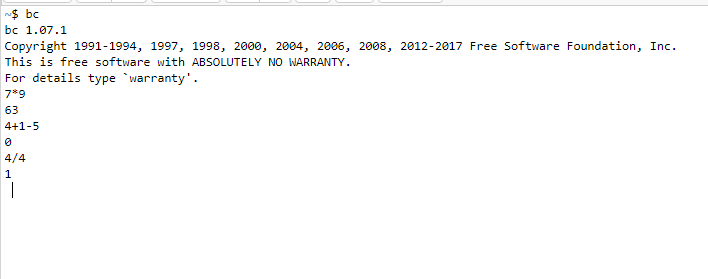 ~$ bc
bc 1.07.1
Copyright 1991-1994, 1997, 1998, 2000, 2004, 2006, 2008, 2012-2017 Free Software Foundation, Inc.
This is free software with ABSOLUTELY NO WARRANTY.
For details type `warranty'.
7*9
63
4+1-5
0
4/4
1